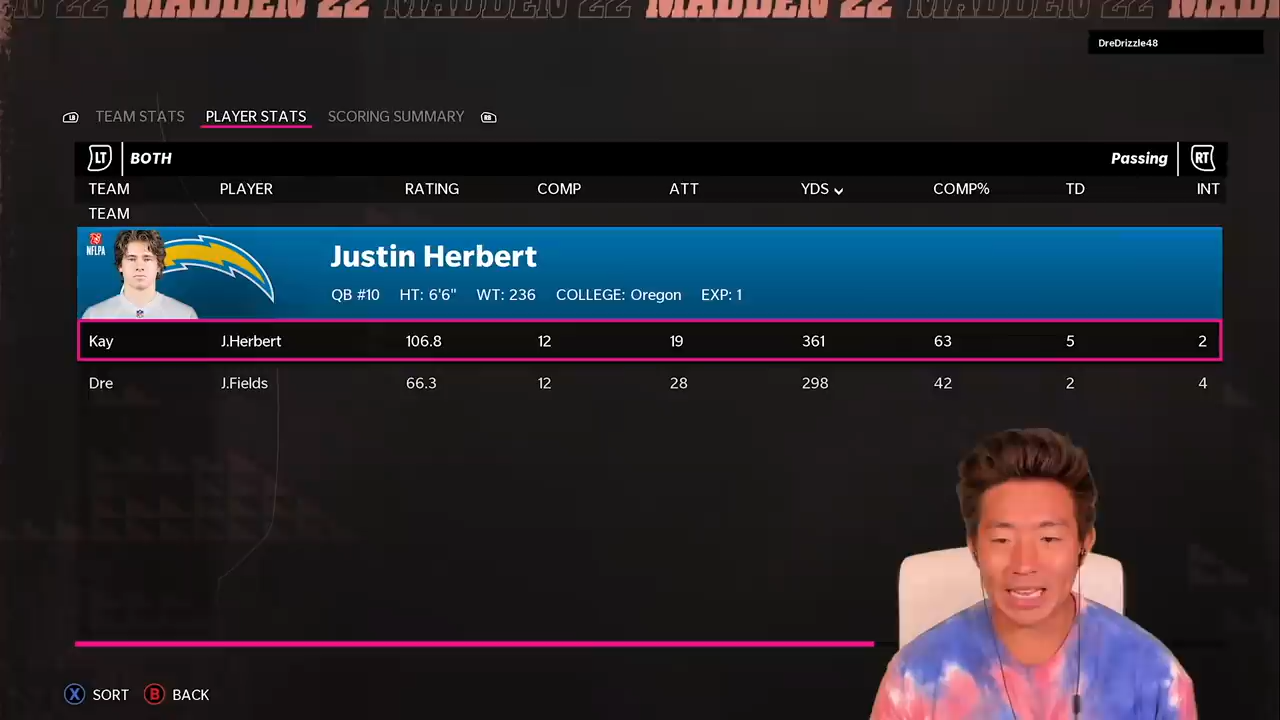 MADDEN 22 MADDEN 22 MADDEN 22 MADDEN 22
DreDrizzle48
LB TEAM STATS PLAYER STATS SCORING SUMMARY RB
LT BOTH Passing RT
TEAM PLAYER RATING COMP ATT YDS COMP% TD INT
TEAM
NFLPA
Justin Herbert
QB #10 HT: 6'6" WT: 236 COLLEGE: Oregon EXP: 1
Kay J.Herbert 106.8 12 19 361 63 5 2
Dre J.Fields 66.3 12 28 298 42 2 4
X SORT B BACK